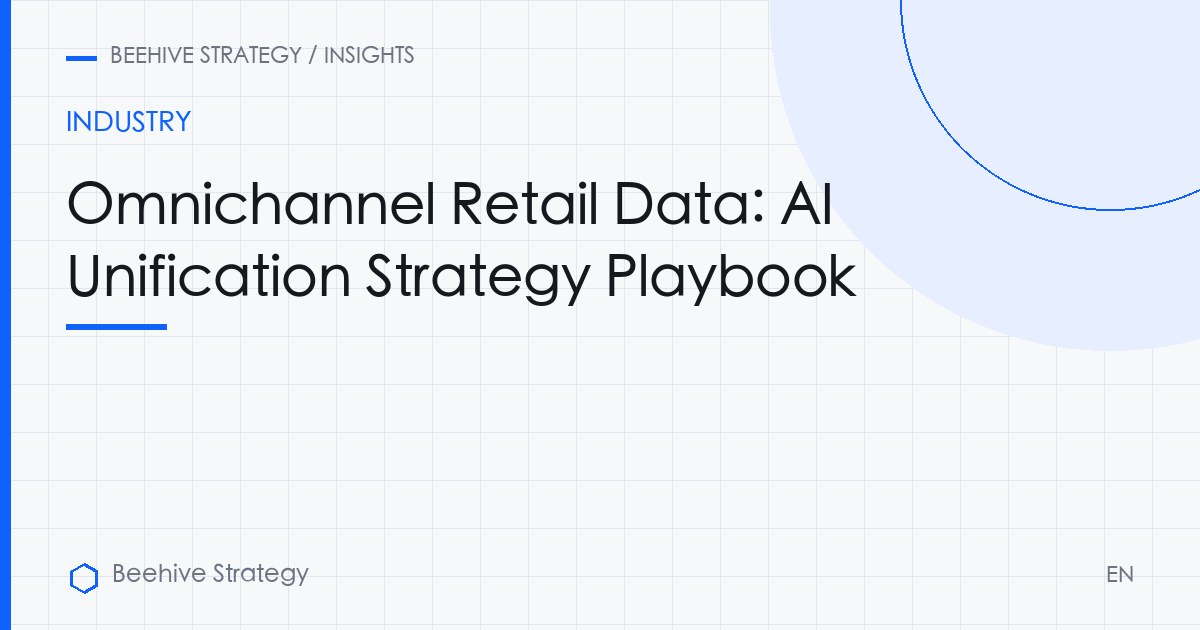 BEEHIVE STRATEGY / INSIGHTS
INDUSTRY
Omnichannel Retail Data: AI
Unification Strategy Playbook
Beehive Strategy
EN